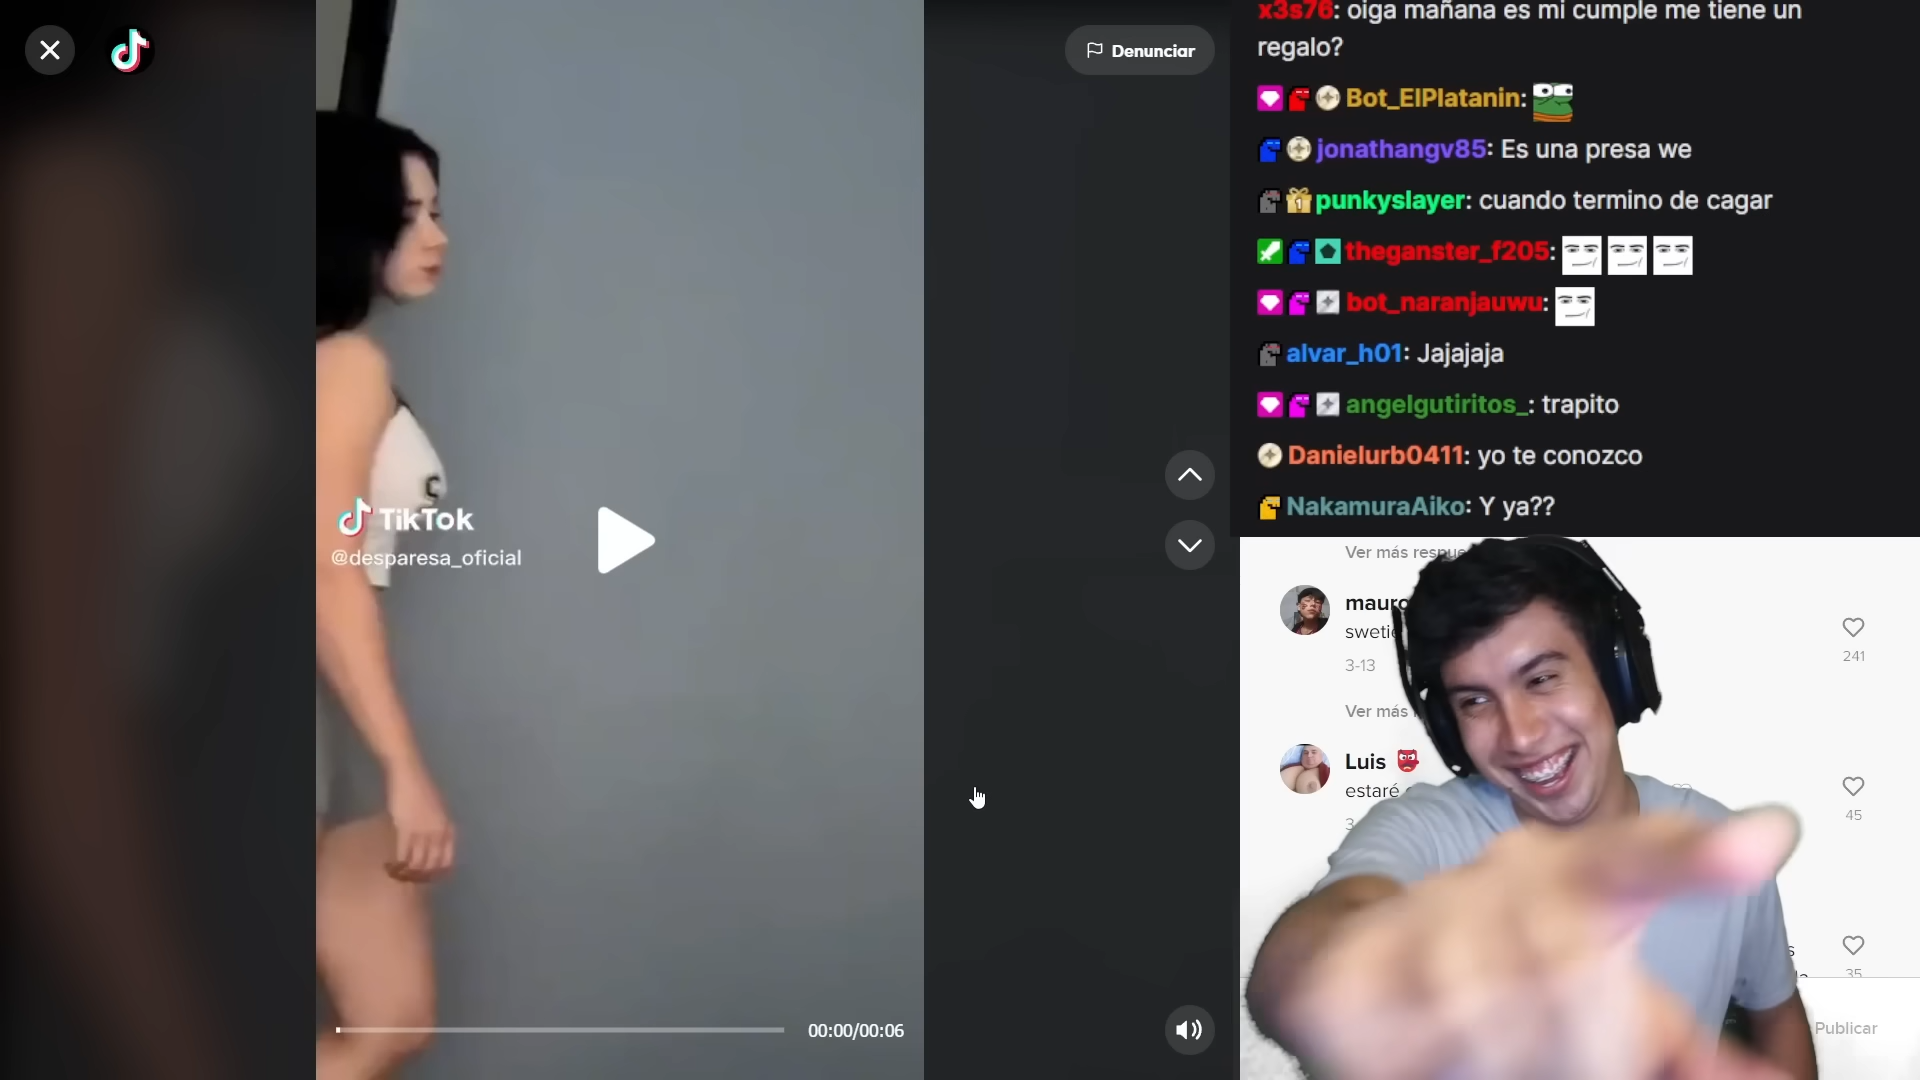 Denunciar
TikTok
@desparesa_oficial
00:00/00:06
x3s76: oiga mañana es mi cumple me tiene un
regalo?
Bot_ElPlatanin:
jonathangv85: Es una presa we
punkyslayer: cuando termino de cagar
theganster_f205:
bot_naranjauwu:
alvar_h01: Jajajaja
angelgutiritos_: trapito
Danielurb0411: yo te conozco
NakamuraAiko: Y ya??
Ver más
mauro
3-13
241
Ver más
Luis
estaré
45
35
Publicar